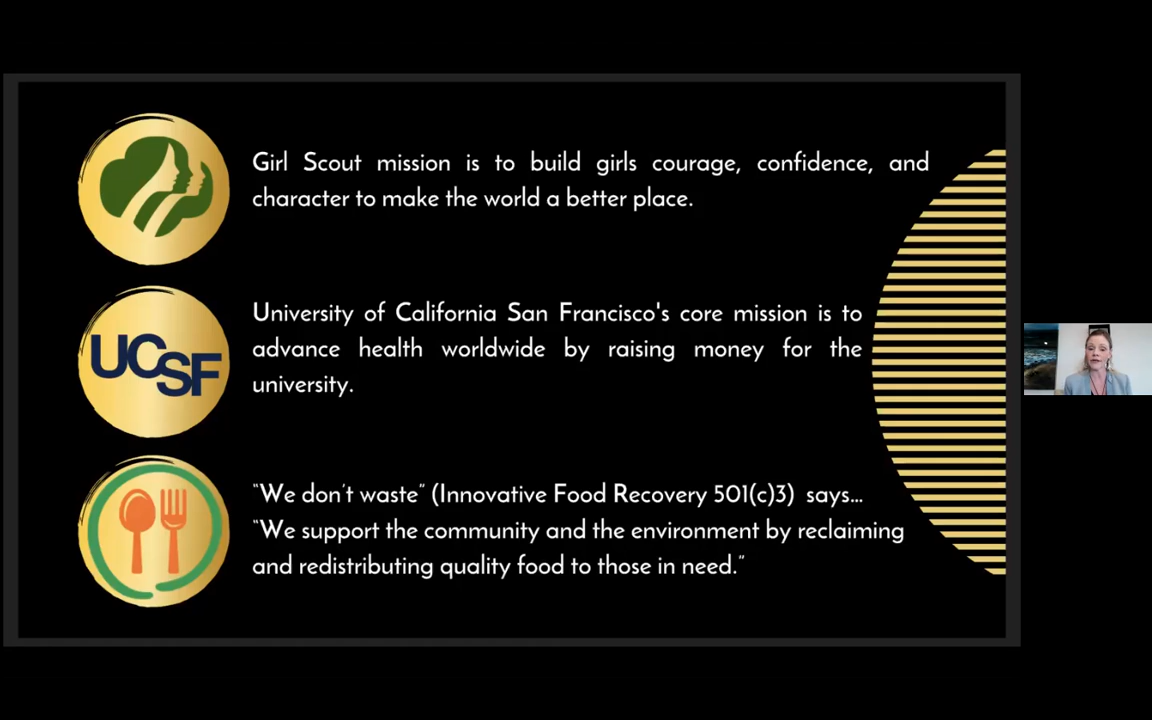 Girl Scout mission is to build girls courage, confidence, and
character to make the world a better place.
UCSF
University of California San Francisco's core mission is to
advance health worldwide by raising money for the
university.
"We don't waste" (Innovative Food Recovery 501(c)3) says...
"We support the community and the environment by reclaiming
and redistributing quality food to those in need."